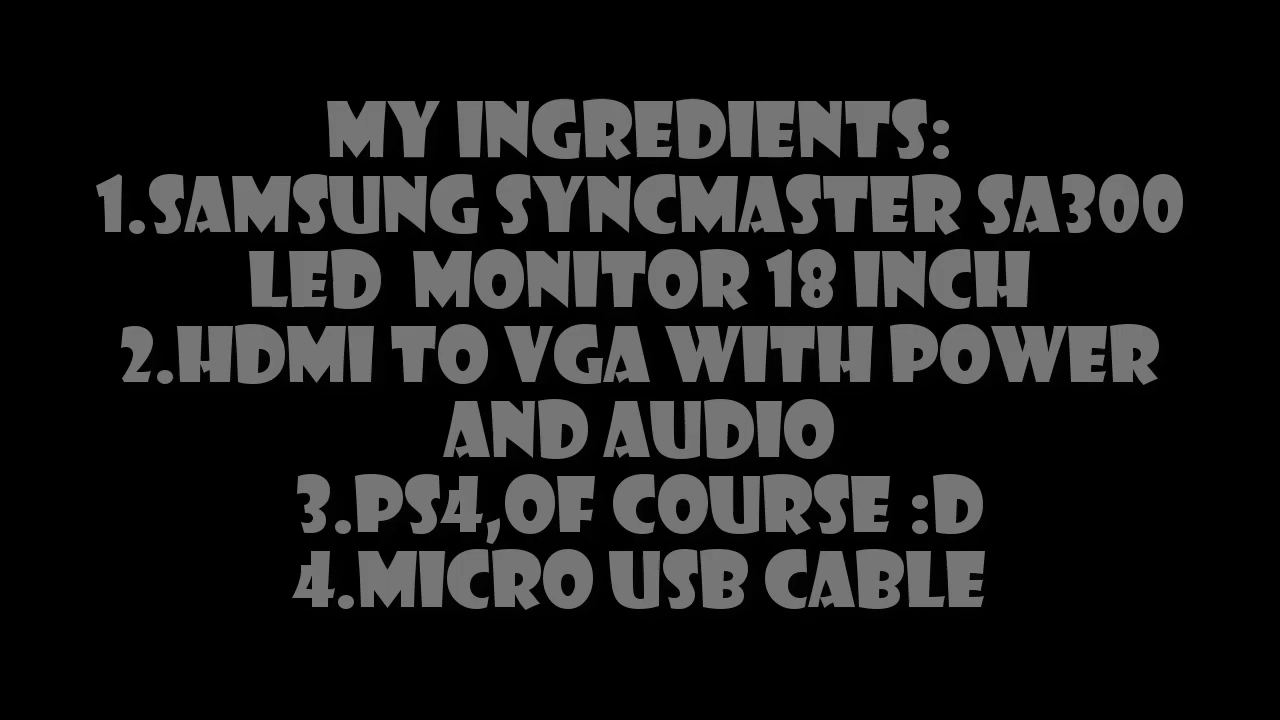 MY INGREDIENTS:
1.SAMSUNG SYNCMASTER SA300
LED  MONITOR 18 INCH
2.HDMI TO VGA WITH POWER
AND AUDIO
3.PS4,OF COURSE :D
4.MICRO USB CABLE